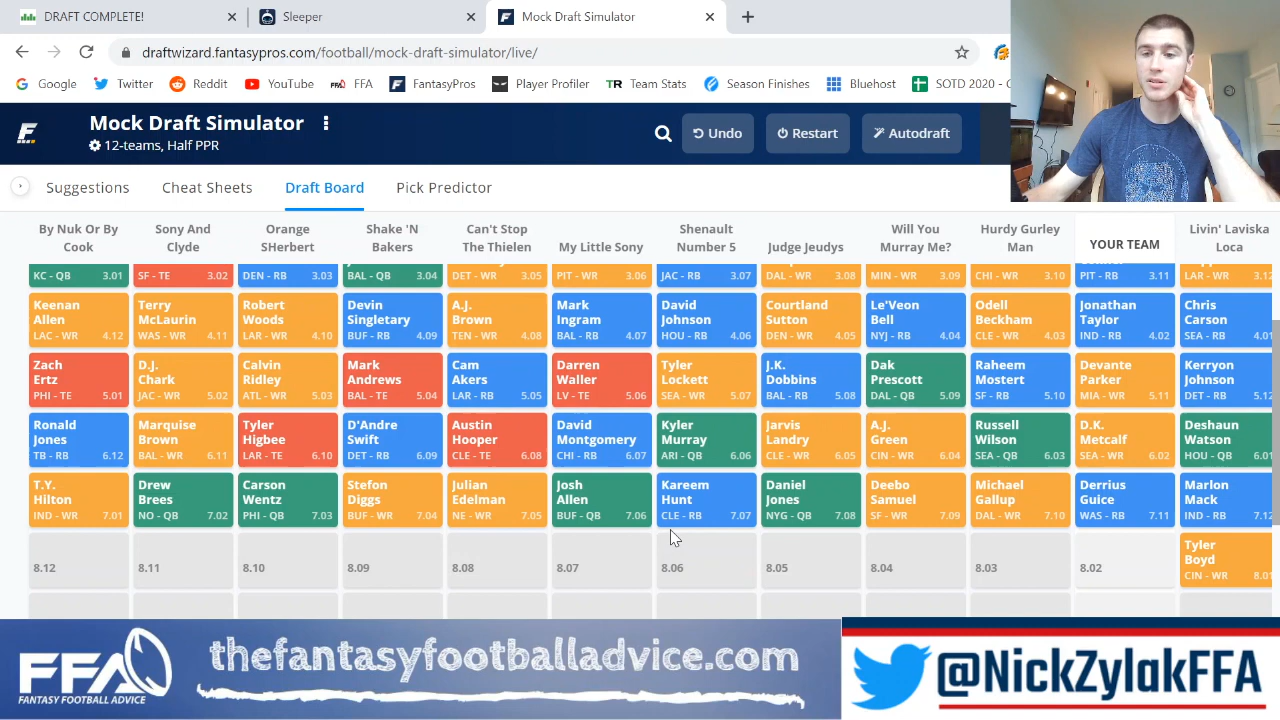 DRAFT COMPLETE!
Sleeper
Mock Draft Simulator
draftwizard.fantasypros.com/football/mock-draft-simulator/live/
Google
Twitter
Reddit
YouTube
FFA
FantasyPros
Player Profiler
TR
Team Stats
Season Finishes
Bluehost
SOTD 2020 -
Mock Draft Simulator
12-teams, Half PPR
Undo
Restart
Autodraft
Suggestions
Cheat Sheets
Draft Board
Pick Predictor
By Nuk Or By
Cook
Sony And
Clyde
Orange
SHerbert
Shake 'N
Bakers
Can't Stop
The Thielen
My Little Sony
Shenault
Number 5
Judge Jeudys
Will You
Murray Me?
Hurdy Gurley
Man
YOUR TEAM
Livin' Laviska
Loca
KC - QB 3.01
SF - TE 3.02
DEN - RB 3.03
BAL - QB 3.04
DET - WR 3.05
PIT - WR 3.06
JAC - RB 3.07
DAL - WR 3.08
MIN - WR 3.09
CHI - WR 3.10
PIT - RB 3.11
LAR - WR 3.12
Keenan
Allen
LAC - WR 4.12
Terry
McLaurin
WAS - WR 4.11
Robert
Woods
LAR - WR 4.10
Devin
Singletary
BUF - RB 4.09
A.J.
Brown
TEN - WR 4.08
Mark
Ingram
BAL - RB 4.07
David
Johnson
HOU - RB 4.06
Courtland
Sutton
DEN - WR 4.05
Le'Veon
Bell
NYJ - RB 4.04
Odell
Beckham
CLE - WR 4.03
Jonathan
Taylor
IND - RB 4.02
Chris
Carson
SEA - RB 4.01
Zach
Ertz
PHI - TE 5.01
D.J.
Chark
JAC - WR 5.02
Calvin
Ridley
ATL - WR 5.03
Mark
Andrews
BAL - TE 5.04
Cam
Akers
LAR - RB 5.05
Darren
Waller
LV - TE 5.06
Tyler
Lockett
SEA - WR 5.07
J.K.
Dobbins
BAL - RB 5.08
Dak
Prescott
DAL - QB 5.09
Raheem
Mostert
SF - RB 5.10
Devante
Parker
MIA - WR 5.11
Kerryon
Johnson
DET - RB 5.12
Ronald
Jones
TB - RB 6.12
Marquise
Brown
BAL - WR 6.11
Tyler
Higbee
LAR - TE 6.10
D'Andre
Swift
DET - RB 6.09
Austin
Hooper
CLE - TE 6.08
David
Montgomery
CHI - RB 6.07
Kyler
Murray
ARI - QB 6.06
Jarvis
Landry
CLE - WR 6.05
A.J.
Green
CIN - WR 6.04
Russell
Wilson
SEA - QB 6.03
D.K.
Metcalf
SEA - WR 6.02
Deshaun
Watson
HOU - QB 6.01
T.Y.
Hilton
IND - WR 7.01
Drew
Brees
NO - QB 7.02
Carson
Wentz
PHI - QB 7.03
Stefon
Diggs
BUF - WR 7.04
Julian
Edelman
NE - WR 7.05
Josh
Allen
BUF - QB 7.06
Kareem
Hunt
CLE - RB 7.07
Daniel
Jones
NYG - QB 7.08
Deebo
Samuel
SF - WR 7.09
Michael
Gallup
DAL - WR 7.10
Derrius
Guice
WAS - RB 7.11
Marlon
Mack
IND - RB 7.12
8.12
8.11
8.10
8.09
8.08
8.07
8.06
8.05
8.04
8.03
8.02
Tyler
Boyd
CIN - WR 8.01
FFA
FANTASY FOOTBALL ADVICE
thefantasyfootballadvice.com
@NickZylakFFA